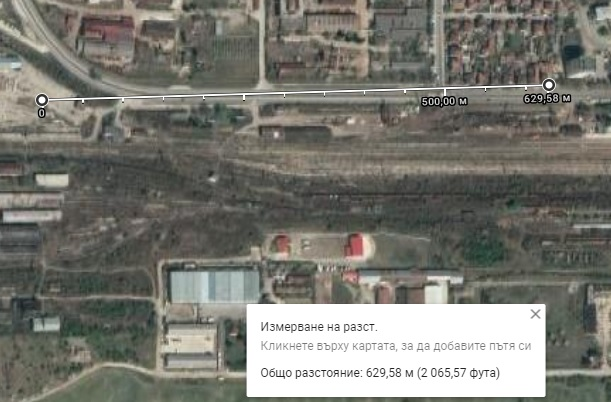 0
500,00 м
629,58 м
Измерване на разст.
Кликнете върху картата, за да добавите пътя си
Общо разстояние: 629,58 м (2 065,57 фута)